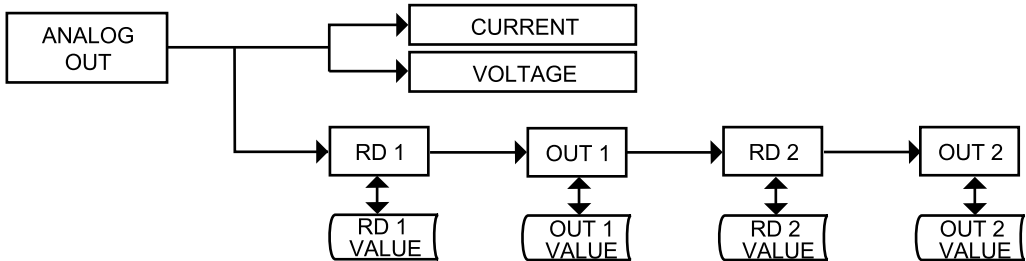 ANALOG
OUT
CURRENT
VOLTAGE
RD 1
OUT 1
RD 2
OUT 2
RD 1
VALUE
OUT 1
VALUE
RD 2
VALUE
OUT 2
VALUE